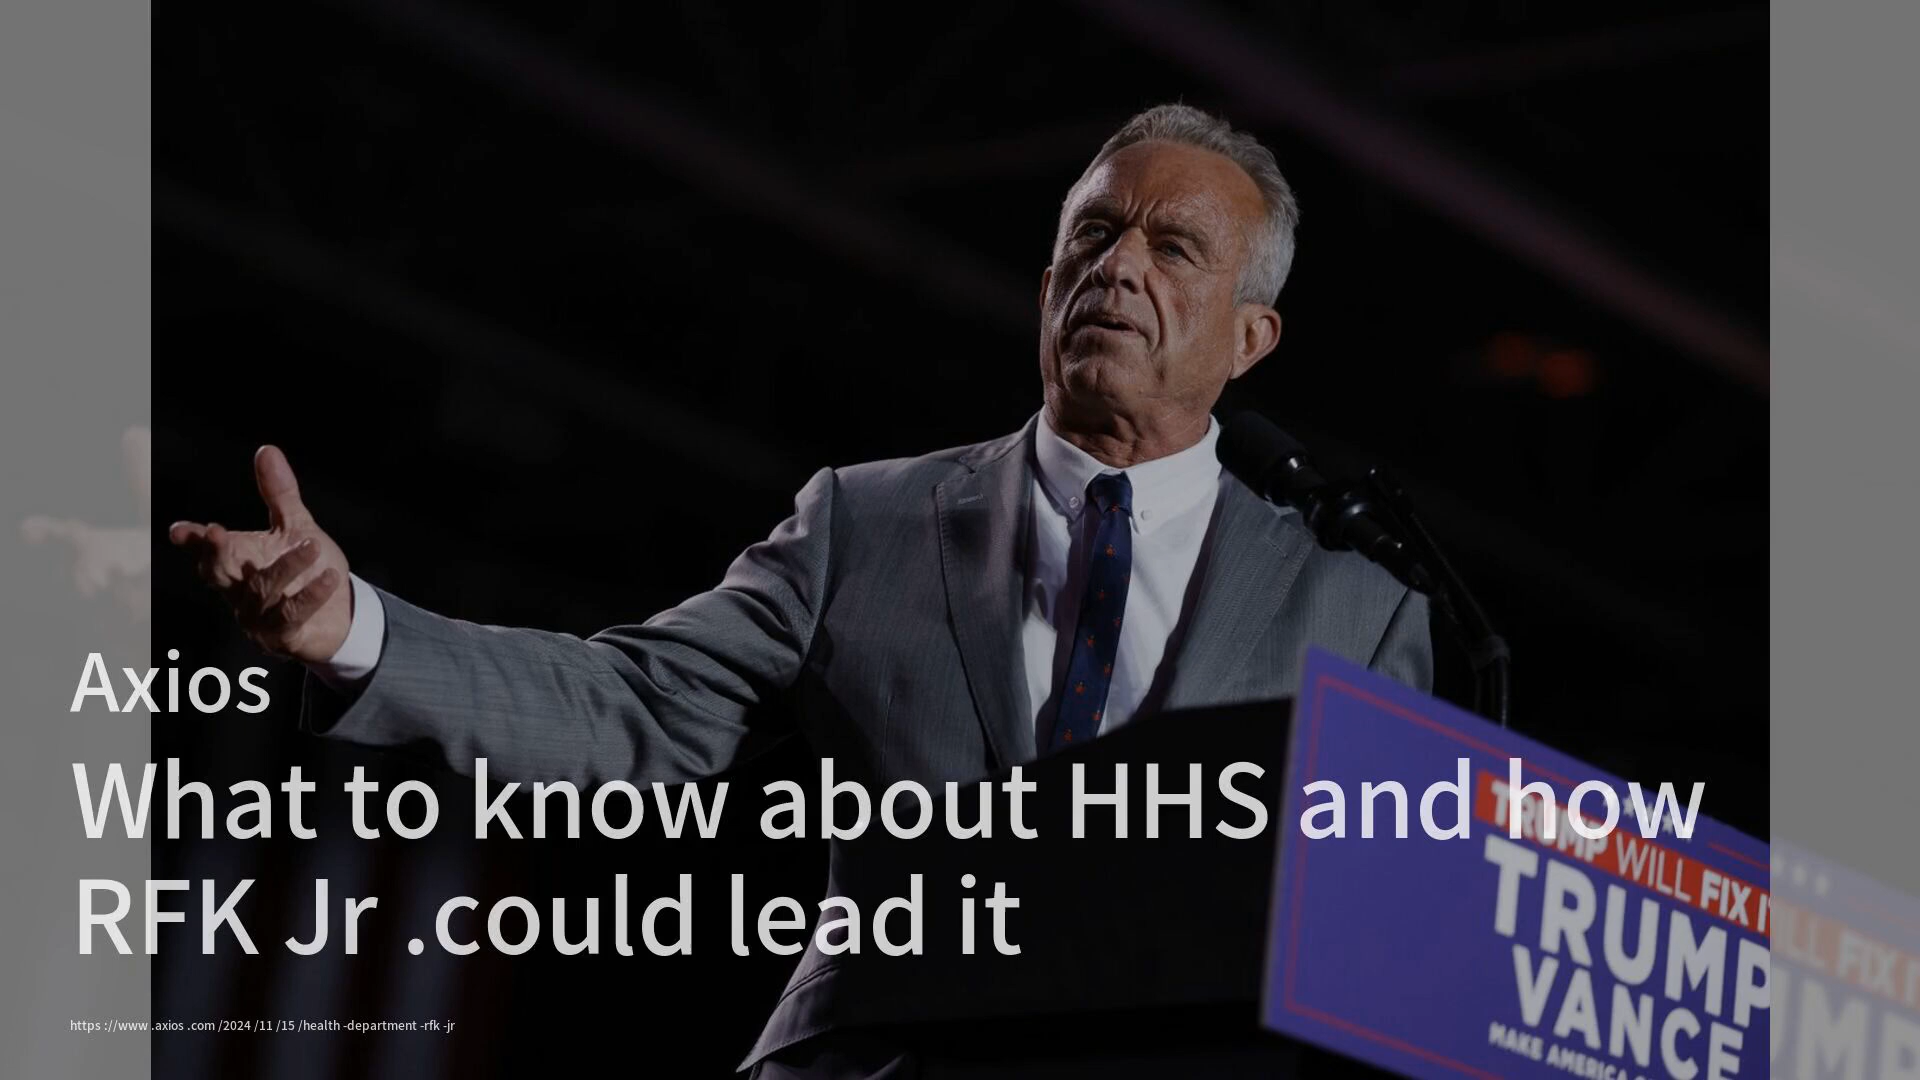 Axios
What to know about HHS and how
RFK Jr .could lead it
https ://www .axios .com /2024 /11 /15 /health -department -rfk -jr
TRUMP WILL FIX I
TRUMP
VANCE
MAKE AMERICA